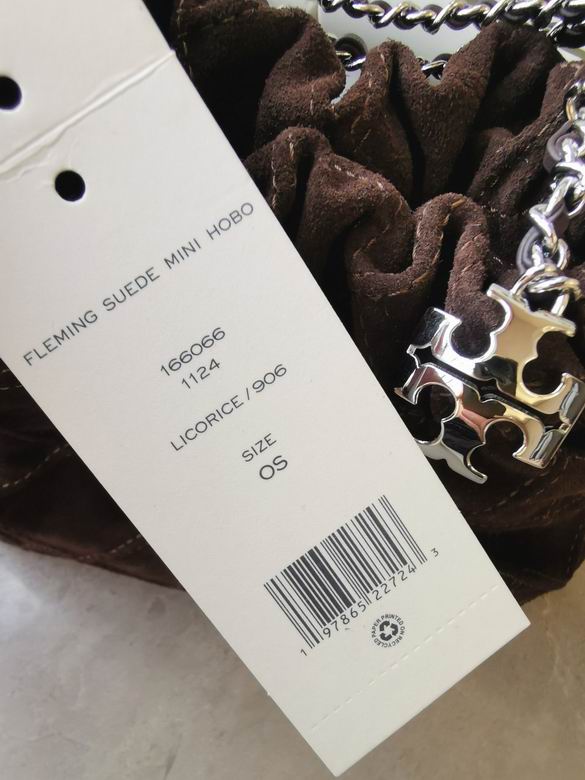 FLEMING SUEDE MINI HOBO
166066
1124
LICORICE / 906
SIZE
OS
1 97865 22724 3
PAPER PRINTED ON RECYCLED